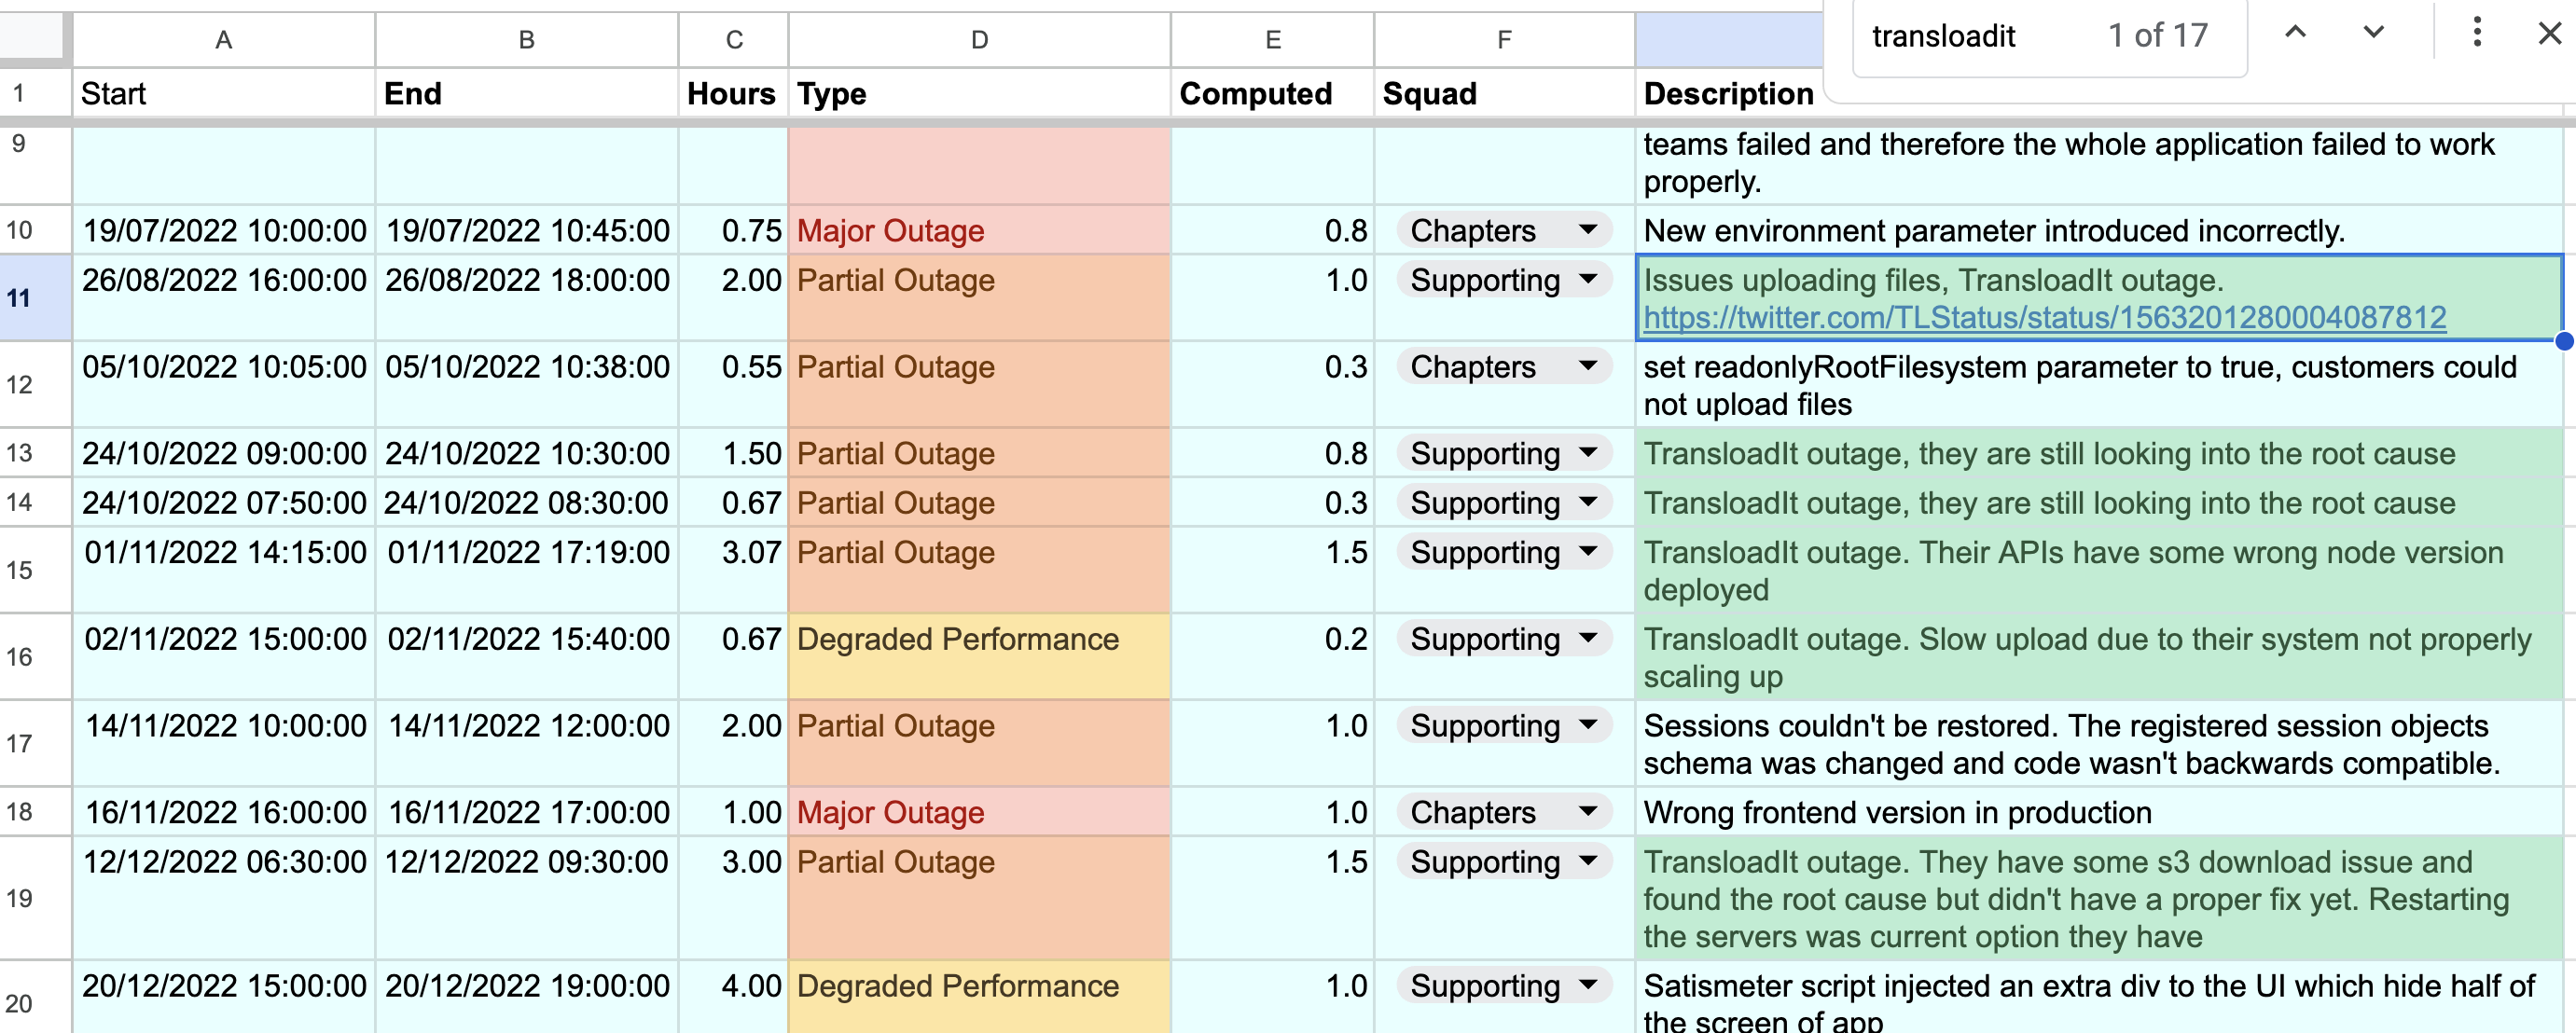 transloadit 1 of 17
A B C D E F
1 Start End Hours Type Computed Squad Description
9 teams failed and therefore the whole application failed to work
properly.
10 19/07/2022 10:00:00 19/07/2022 10:45:00 0.75 Major Outage 0.8 Chapters New environment parameter introduced incorrectly.
11 26/08/2022 16:00:00 26/08/2022 18:00:00 2.00 Partial Outage 1.0 Supporting Issues uploading files, TransloadIt outage.
https://twitter.com/TLStatus/status/1563201280004087812
12 05/10/2022 10:05:00 05/10/2022 10:38:00 0.55 Partial Outage 0.3 Chapters set readonlyRootFilesystem parameter to true, customers could
not upload files
13 24/10/2022 09:00:00 24/10/2022 10:30:00 1.50 Partial Outage 0.8 Supporting TransloadIt outage, they are still looking into the root cause
14 24/10/2022 07:50:00 24/10/2022 08:30:00 0.67 Partial Outage 0.3 Supporting TransloadIt outage, they are still looking into the root cause
15 01/11/2022 14:15:00 01/11/2022 17:19:00 3.07 Partial Outage 1.5 Supporting TransloadIt outage. Their APIs have some wrong node version
deployed
16 02/11/2022 15:00:00 02/11/2022 15:40:00 0.67 Degraded Performance 0.2 Supporting TransloadIt outage. Slow upload due to their system not properly
scaling up
17 14/11/2022 10:00:00 14/11/2022 12:00:00 2.00 Partial Outage 1.0 Supporting Sessions couldn't be restored. The registered session objects
schema was changed and code wasn't backwards compatible.
18 16/11/2022 16:00:00 16/11/2022 17:00:00 1.00 Major Outage 1.0 Chapters Wrong frontend version in production
19 12/12/2022 06:30:00 12/12/2022 09:30:00 3.00 Partial Outage 1.5 Supporting TransloadIt outage. They have some s3 download issue and
found the root cause but didn't have a proper fix yet. Restarting
the servers was current option they have
20 20/12/2022 15:00:00 20/12/2022 19:00:00 4.00 Degraded Performance 1.0 Supporting Satismeter script injected an extra div to the UI which hide half of
the screen of app